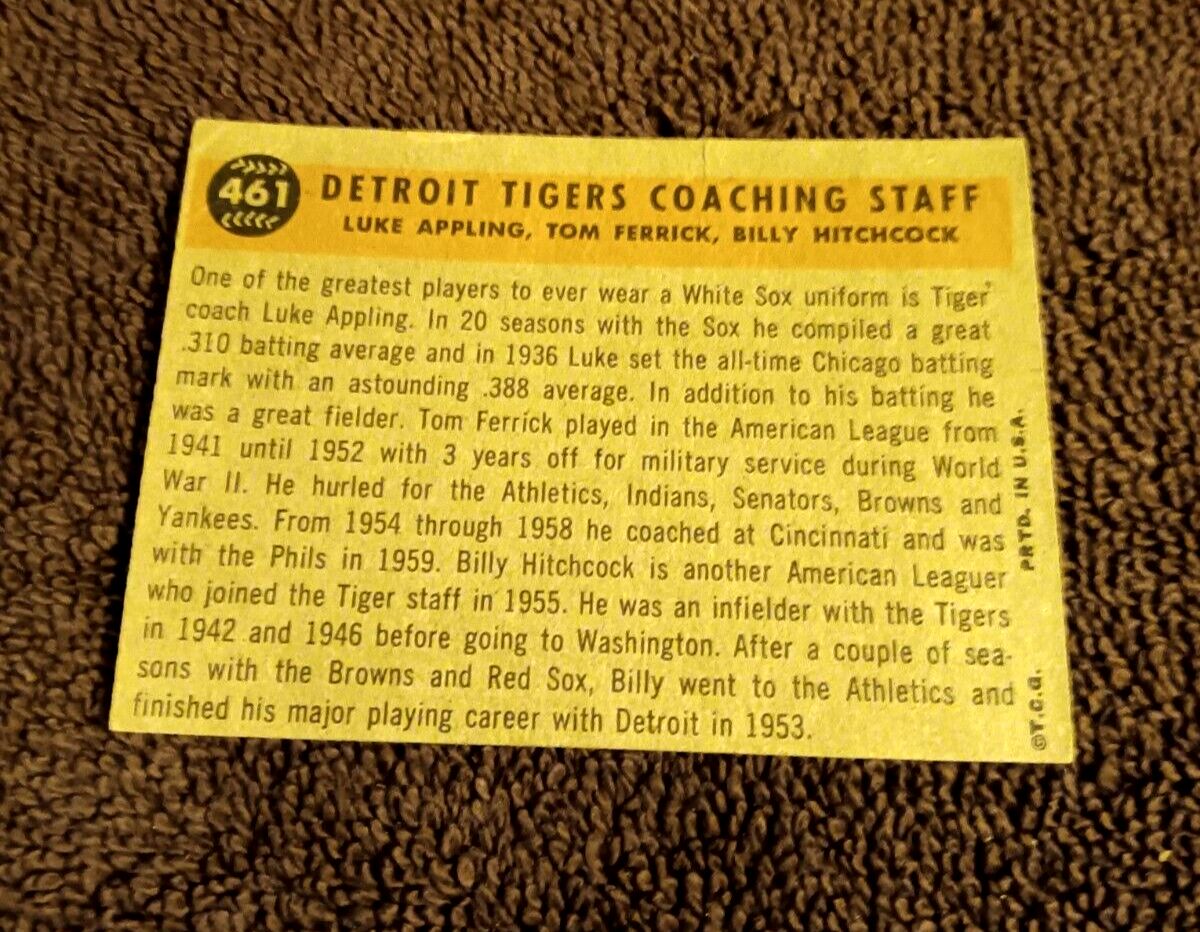 461
DETROIT TIGERS COACHING STAFF
LUKE APPLING, TOM FERRICK, BILLY HITCHCOCK
One of the greatest players to ever wear a White Sox uniform is Tiger
coach Luke Appling. In 20 seasons with the Sox he compiled a great
.310 batting average and in 1936 Luke set the all-time Chicago batting
mark with an astounding .388 average. In addition to his batting he
was a great fielder. Tom Ferrick played in the American League from
1941 until 1952 with 3 years off for military service during World
War II. He hurled for the Athletics, Indians, Senators, Browns and
Yankees. From 1954 through 1958 he coached at Cincinnati and was
with the Phils in 1959. Billy Hitchcock is another American Leaguer
who joined the Tiger staff in 1955. He was an infielder with the Tigers
in 1942 and 1946 before going to Washington. After a couple of sea-
sons with the Browns and Red Sox, Billy went to the Athletics and
finished his major playing career with Detroit in 1953.
©T.C.G.
PRTD. IN U.S.A.